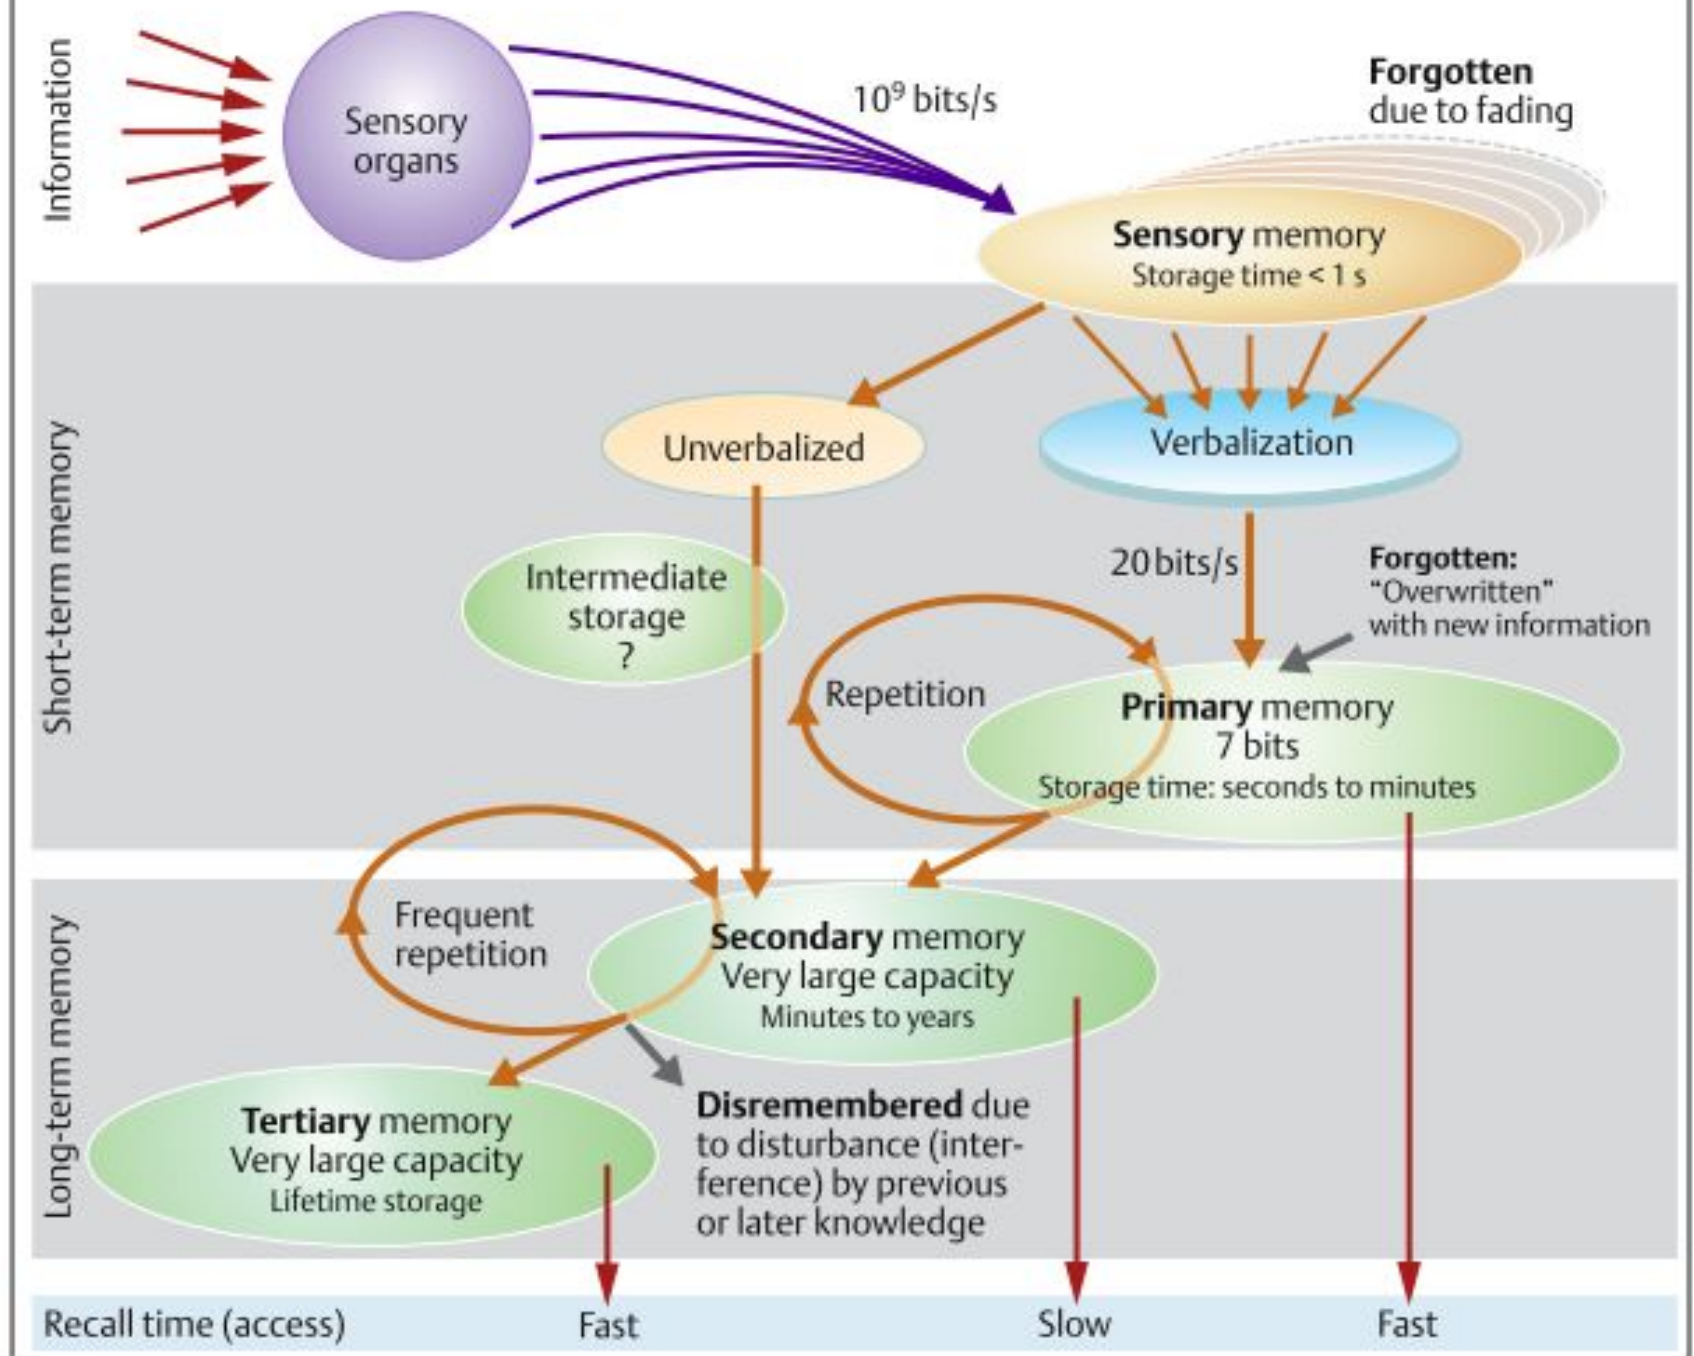 Information
Sensory
organs
10⁹ bits/s
Forgotten
due to fading
Sensory memory
Storage time < 1 s
Short-term memory
Unverbalized
Verbalization
Intermediate
storage
?
20 bits/s
Forgotten:
“Overwritten”
with new information
Repetition
Primary memory
7 bits
Storage time: seconds to minutes
Long-term memory
Frequent
repetition
Secondary memory
Very large capacity
Minutes to years
Tertiary memory
Very large capacity
Lifetime storage
Disremembered due
to disturbance (inter-
ference) by previous
or later knowledge
Recall time (access)
Fast
Slow
Fast